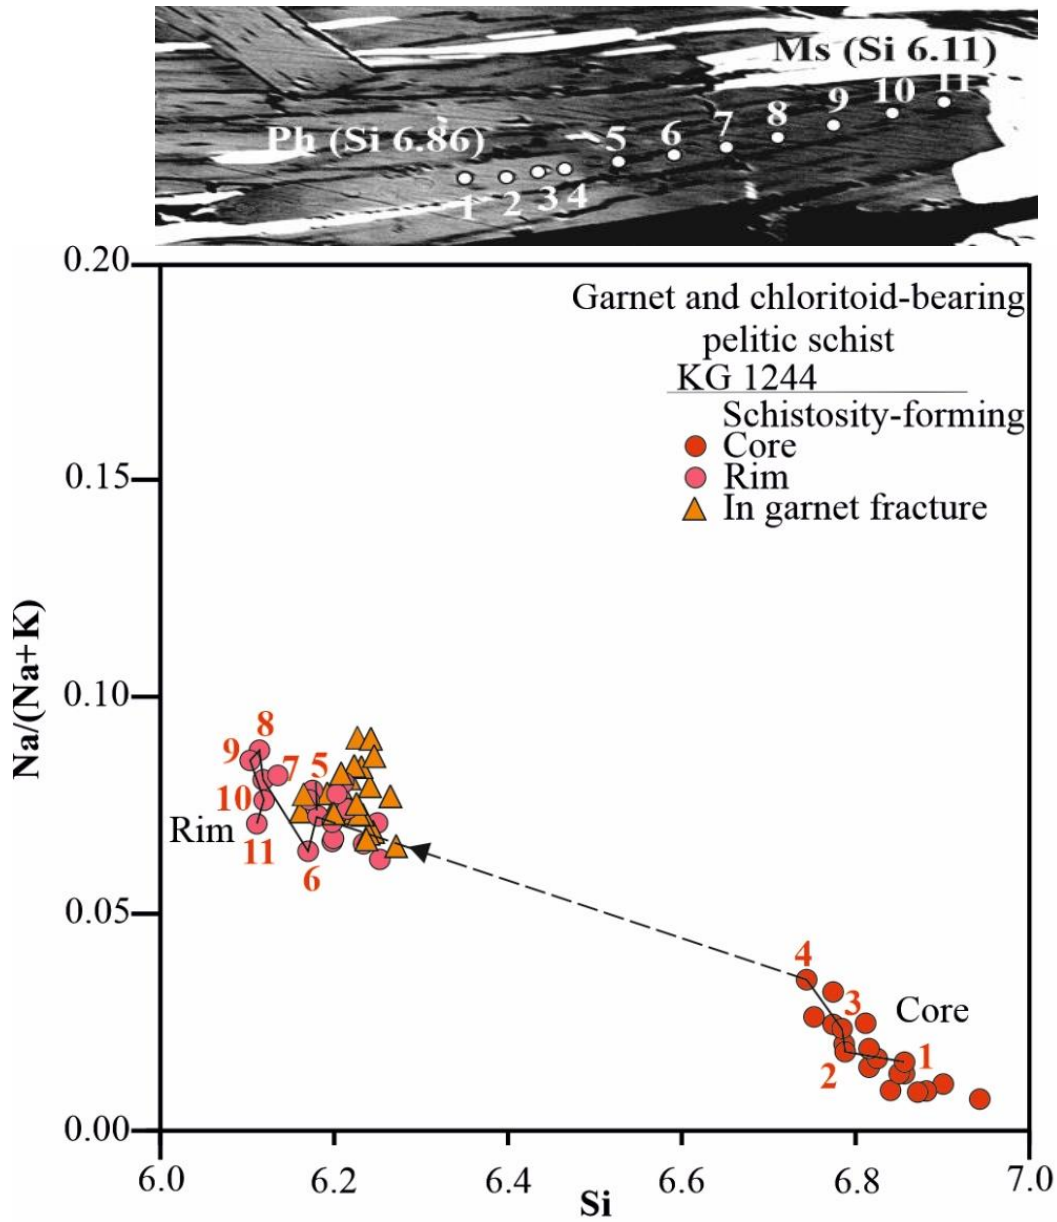 Ms (Si 6.11)
Ph (Si 6.86)
1 2 3 4 5 6 7 8 9 10 11
0.20
0.15
0.10
0.05
0.00
Na/(Na+K)
Garnet and chloritoid-bearing
pelitic schist
KG 1244
Schistosity-forming
Core
Rim
In garnet fracture
8
9
7
5
10
Rim
11
6
4
3
Core
2
1
6.0 6.2 6.4 6.6 6.8 7.0
Si